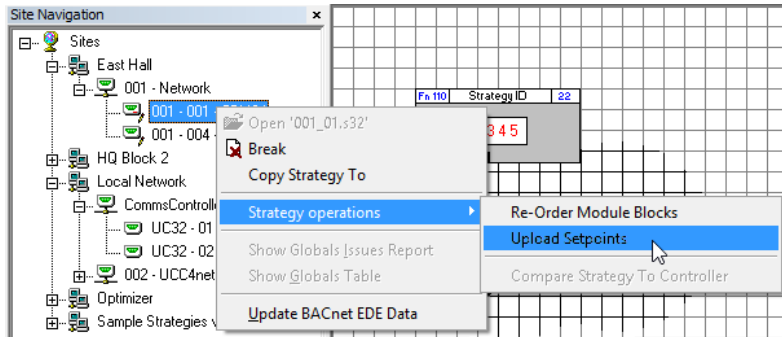 Site Navigation x
Sites
East Hall
001 - Network
001 - 001 -
001 - 004 -
HQ Block 2
Local Network
CommsControlle
UC32 - 01
UC32 - 02
002 - UCC4net
Optimizer
Sample Strategies v
Fn 110 Strategy ID 22
345
Open '001_01.s32'
Break
Copy Strategy To
Strategy operations
Show Globals Issues Report
Show Globals Table
Update BACnet EDE Data
Re-Order Module Blocks
Upload Setpoints
Compare Strategy To Controller